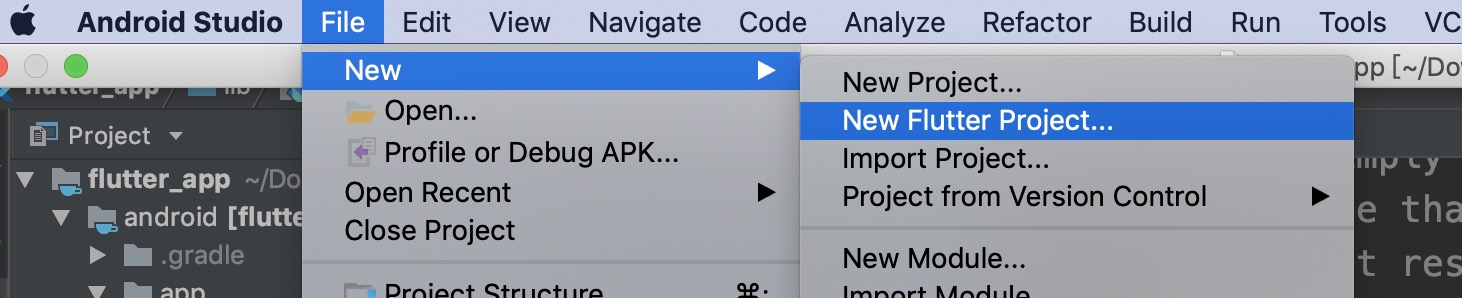 Android Studio File Edit View Navigate Code Analyze Refactor Build Run Tools VC
New
New Project...
pp [~/Do
flutter_app lib
Open...
New Flutter Project...
Project
Profile or Debug APK...
Import Project...
mpty
flutter_app ~/Do
Open Recent
Project from Version Control
e tha
android [flutte
Close Project
.gradle
New Module...
t res
app
Project Structure... ⌘;
Import Module